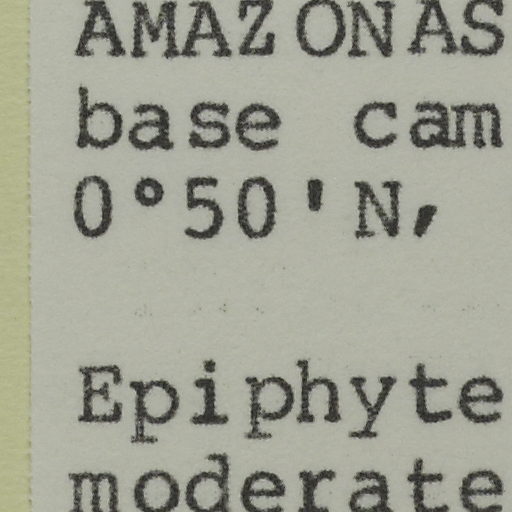 AMAZONAS
base cam
0°50'N,
Epiphyte
moderate